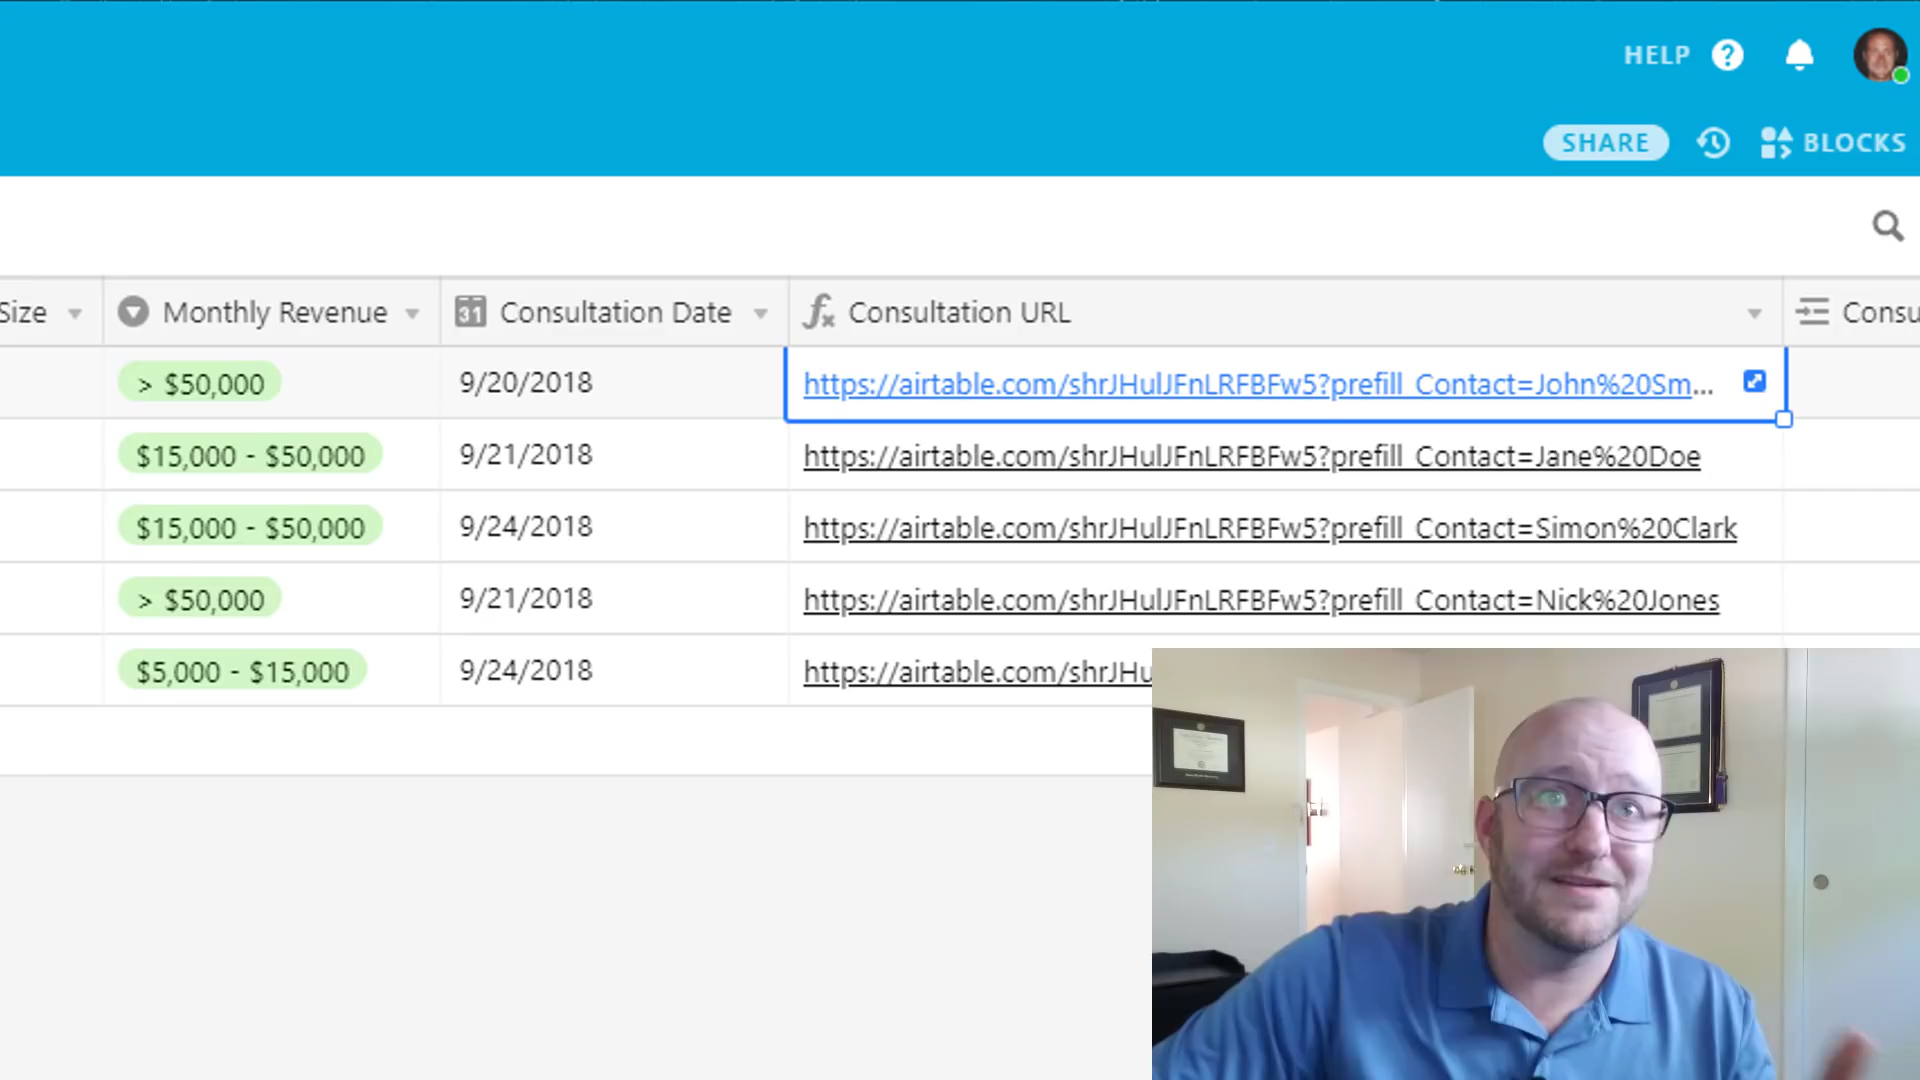 HELP ?
SHARE BLOCKS
Size Monthly Revenue 31 Consultation Date fx Consultation URL Consu
> $50,000 9/20/2018 https://airtable.com/shrJHulJFnLRFBFw5?prefill_Contact=John%20Sm...
$15,000 - $50,000 9/21/2018 https://airtable.com/shrJHulJFnLRFBFw5?prefill_Contact=Jane%20Doe
$15,000 - $50,000 9/24/2018 https://airtable.com/shrJHulJFnLRFBFw5?prefill_Contact=Simon%20Clark
> $50,000 9/21/2018 https://airtable.com/shrJHulJFnLRFBFw5?prefill_Contact=Nick%20Jones
$5,000 - $15,000 9/24/2018 https://airtable.com/shrJHu